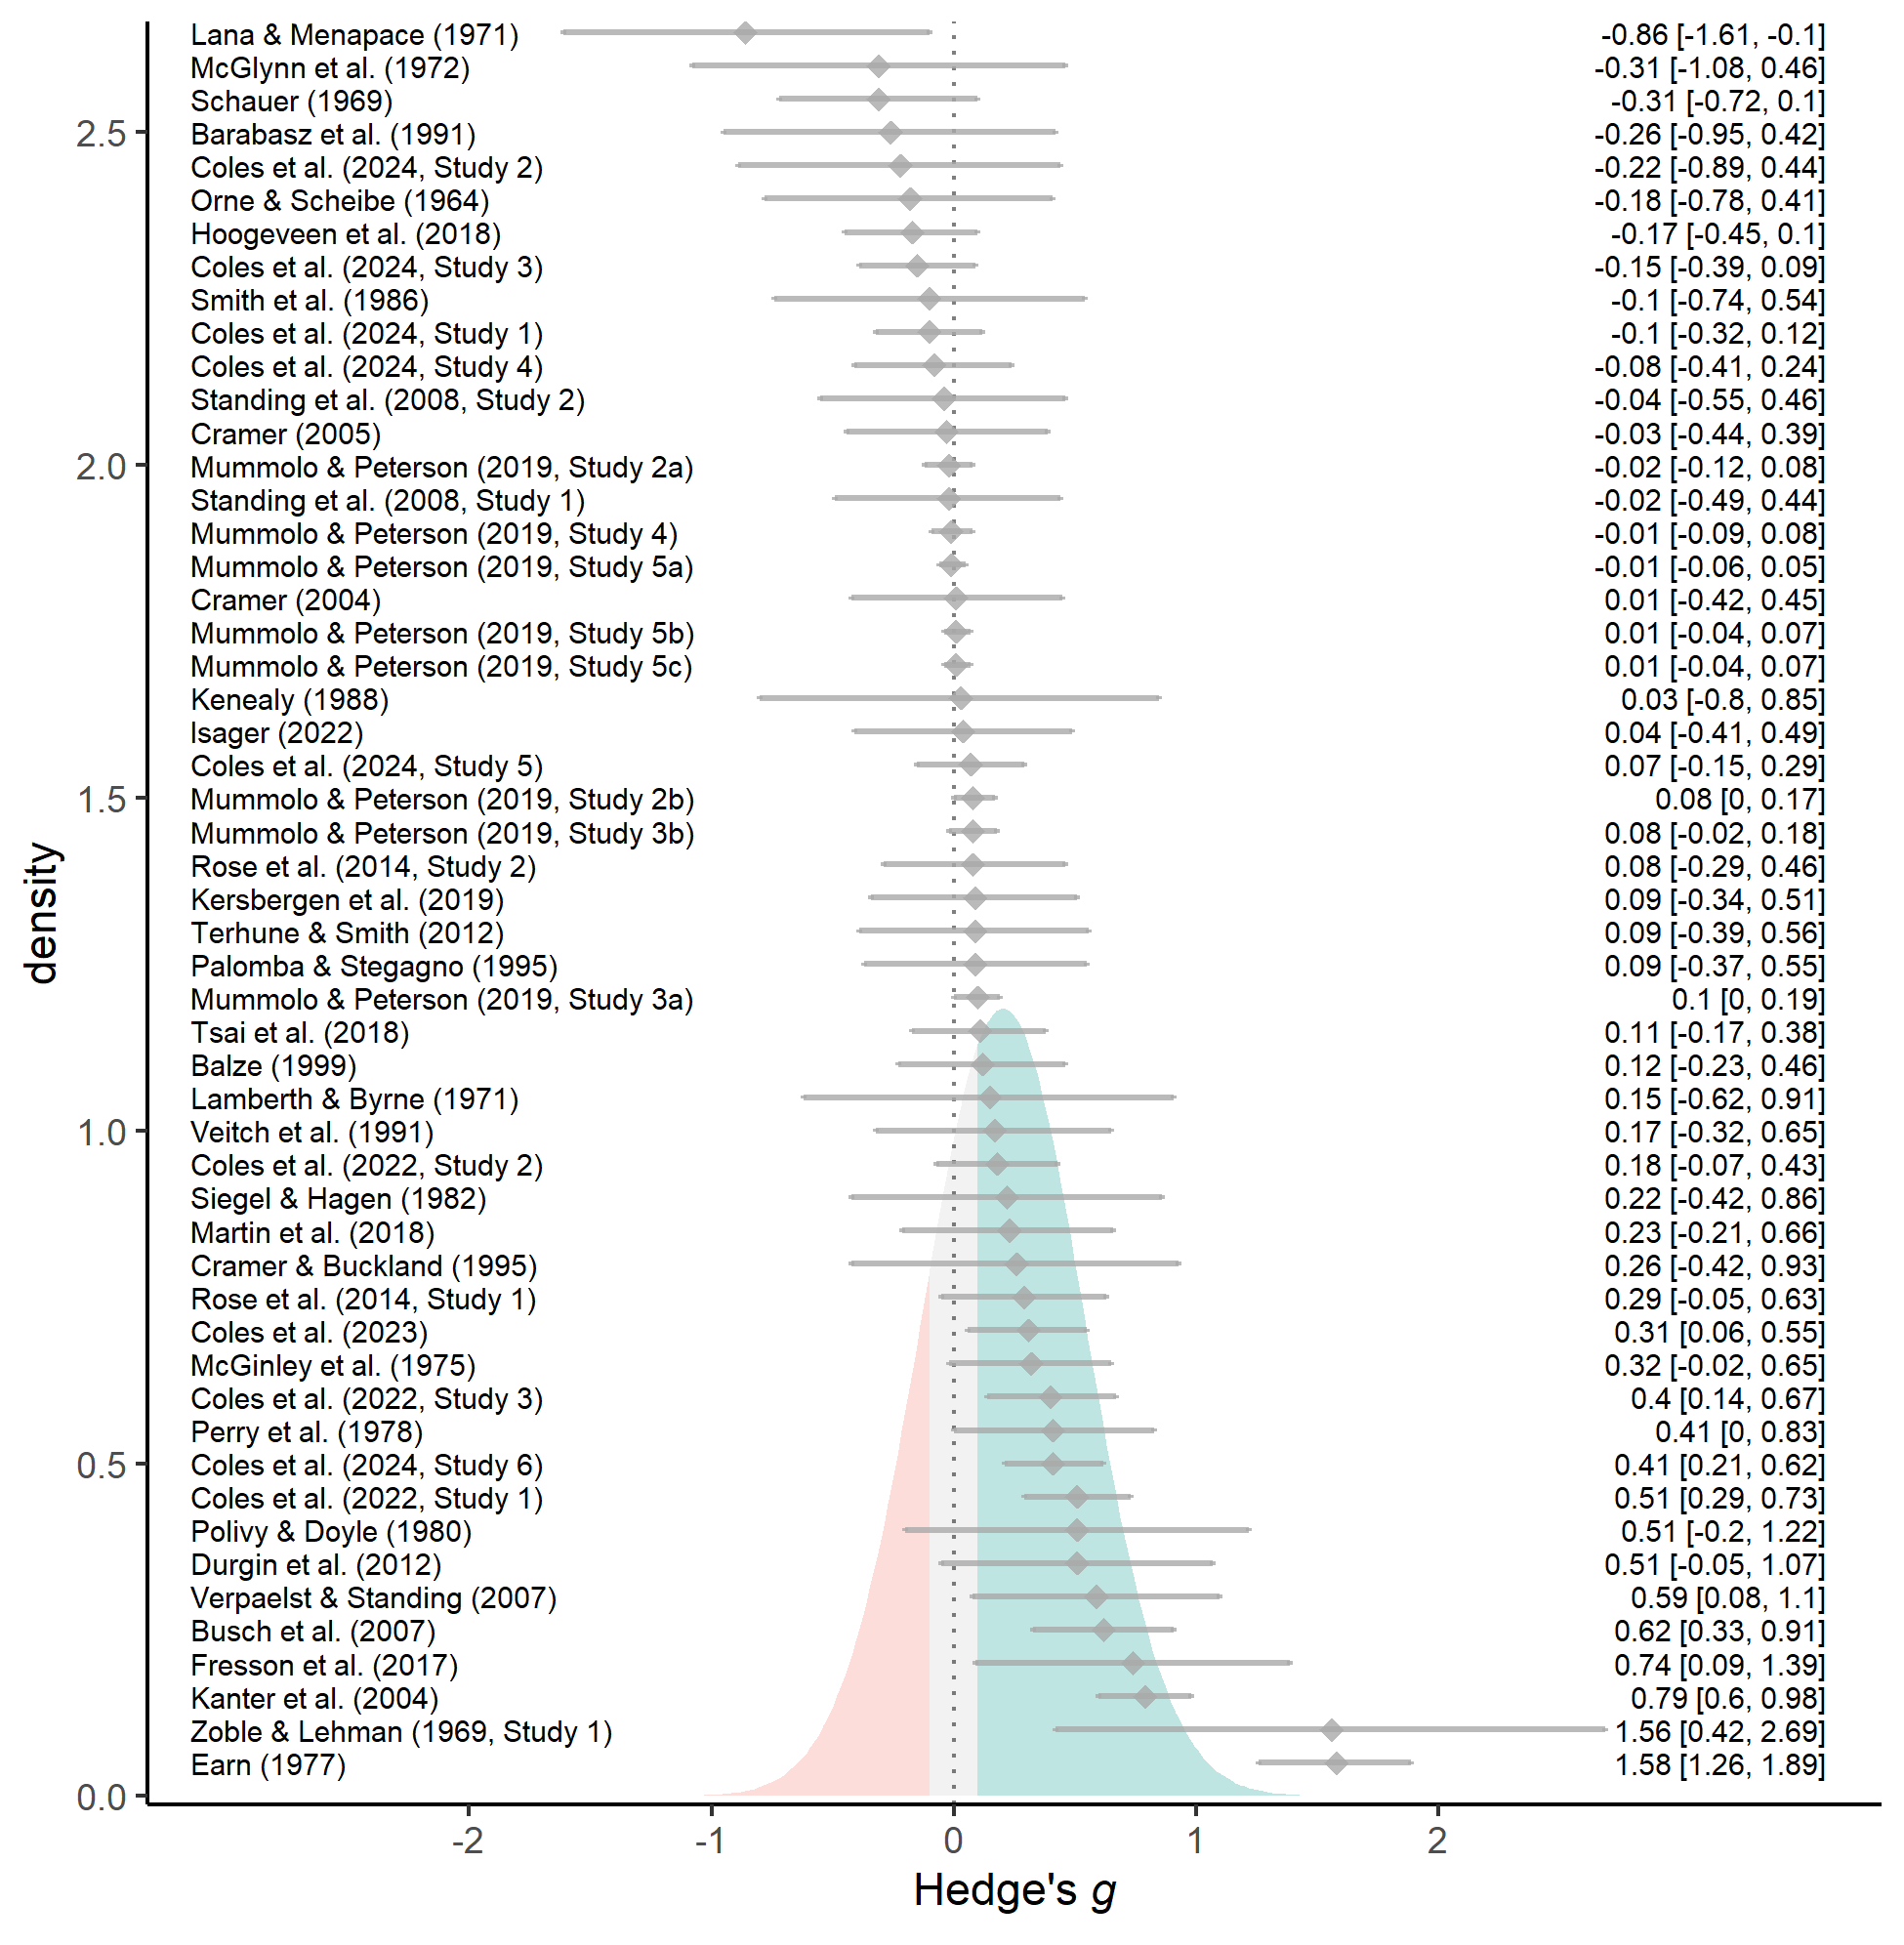 Lana & Menapace (1971) -0.86 [-1.61, -0.1]
McGlynn et al. (1972) -0.31 [-1.08, 0.46]
Schauer (1969) -0.31 [-0.72, 0.1]
2.5 Barabasz et al. (1991) -0.26 [-0.95, 0.42]
Coles et al. (2024, Study 2) -0.22 [-0.89, 0.44]
Orne & Scheibe (1964) -0.18 [-0.78, 0.41]
Hoogeveen et al. (2018) -0.17 [-0.45, 0.1]
Coles et al. (2024, Study 3) -0.15 [-0.39, 0.09]
Smith et al. (1986) -0.1 [-0.74, 0.54]
Coles et al. (2024, Study 1) -0.1 [-0.32, 0.12]
Coles et al. (2024, Study 4) -0.08 [-0.41, 0.24]
Standing et al. (2008, Study 2) -0.04 [-0.55, 0.46]
Cramer (2005) -0.03 [-0.44, 0.39]
2.0 Mummolo & Peterson (2019, Study 2a) -0.02 [-0.12, 0.08]
Standing et al. (2008, Study 1) -0.02 [-0.49, 0.44]
Mummolo & Peterson (2019, Study 4) -0.01 [-0.09, 0.08]
Mummolo & Peterson (2019, Study 5a) -0.01 [-0.06, 0.05]
Cramer (2004) 0.01 [-0.42, 0.45]
Mummolo & Peterson (2019, Study 5b) 0.01 [-0.04, 0.07]
Mummolo & Peterson (2019, Study 5c) 0.01 [-0.04, 0.07]
Kenealy (1988) 0.03 [-0.8, 0.85]
Isager (2022) 0.04 [-0.41, 0.49]
Coles et al. (2024, Study 5) 0.07 [-0.15, 0.29]
1.5 Mummolo & Peterson (2019, Study 2b) 0.08 [0, 0.17]
Mummolo & Peterson (2019, Study 3b) 0.08 [-0.02, 0.18]
Rose et al. (2014, Study 2) 0.08 [-0.29, 0.46]
Kersbergen et al. (2019) 0.09 [-0.34, 0.51]
Terhune & Smith (2012) 0.09 [-0.39, 0.56]
Palomba & Stegagno (1995) 0.09 [-0.37, 0.55]
Mummolo & Peterson (2019, Study 3a) 0.1 [0, 0.19]
Tsai et al. (2018) 0.11 [-0.17, 0.38]
Balze (1999) 0.12 [-0.23, 0.46]
Lamberth & Byrne (1971) 0.15 [-0.62, 0.91]
1.0 Veitch et al. (1991) 0.17 [-0.32, 0.65]
Coles et al. (2022, Study 2) 0.18 [-0.07, 0.43]
Siegel & Hagen (1982) 0.22 [-0.42, 0.86]
Martin et al. (2018) 0.23 [-0.21, 0.66]
Cramer & Buckland (1995) 0.26 [-0.42, 0.93]
Rose et al. (2014, Study 1) 0.29 [-0.05, 0.63]
Coles et al. (2023) 0.31 [0.06, 0.55]
McGinley et al. (1975) 0.32 [-0.02, 0.65]
Coles et al. (2022, Study 3) 0.4 [0.14, 0.67]
Perry et al. (1978) 0.41 [0, 0.83]
0.5 Coles et al. (2024, Study 6) 0.41 [0.21, 0.62]
Coles et al. (2022, Study 1) 0.51 [0.29, 0.73]
Polivy & Doyle (1980) 0.51 [-0.2, 1.22]
Durgin et al. (2012) 0.51 [-0.05, 1.07]
Verpaelst & Standing (2007) 0.59 [0.08, 1.1]
Busch et al. (2007) 0.62 [0.33, 0.91]
Fresson et al. (2017) 0.74 [0.09, 1.39]
Kanter et al. (2004) 0.79 [0.6, 0.98]
Zoble & Lehman (1969, Study 1) 1.56 [0.42, 2.69]
Earn (1977) 1.58 [1.26, 1.89]
0.0
density
-2 -1 0 1 2
Hedge's g